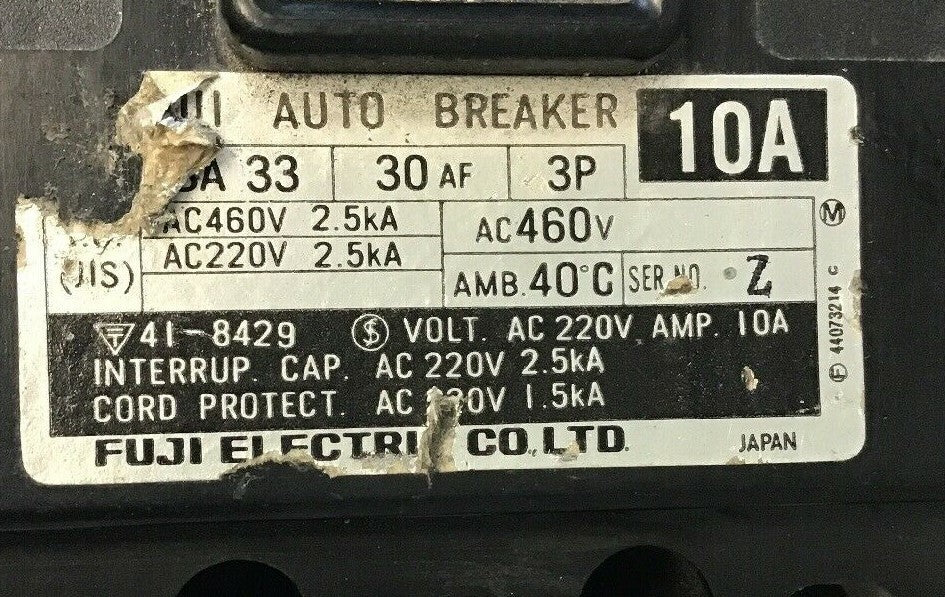 AUTO BREAKER 10A
33 30 AF 3P
AC460V 2.5kA AC460V
(JIS) AC220V 2.5kA
AMB.40°C SER.NO. Z
41-8429 VOLT. AC 220V AMP. 10A
INTERRUP. CAP. AC 220V 2.5kA
CORD PROTECT. AC 1.5kA
FUJI CO.,LTD. JAPAN
M
F 44073214 C